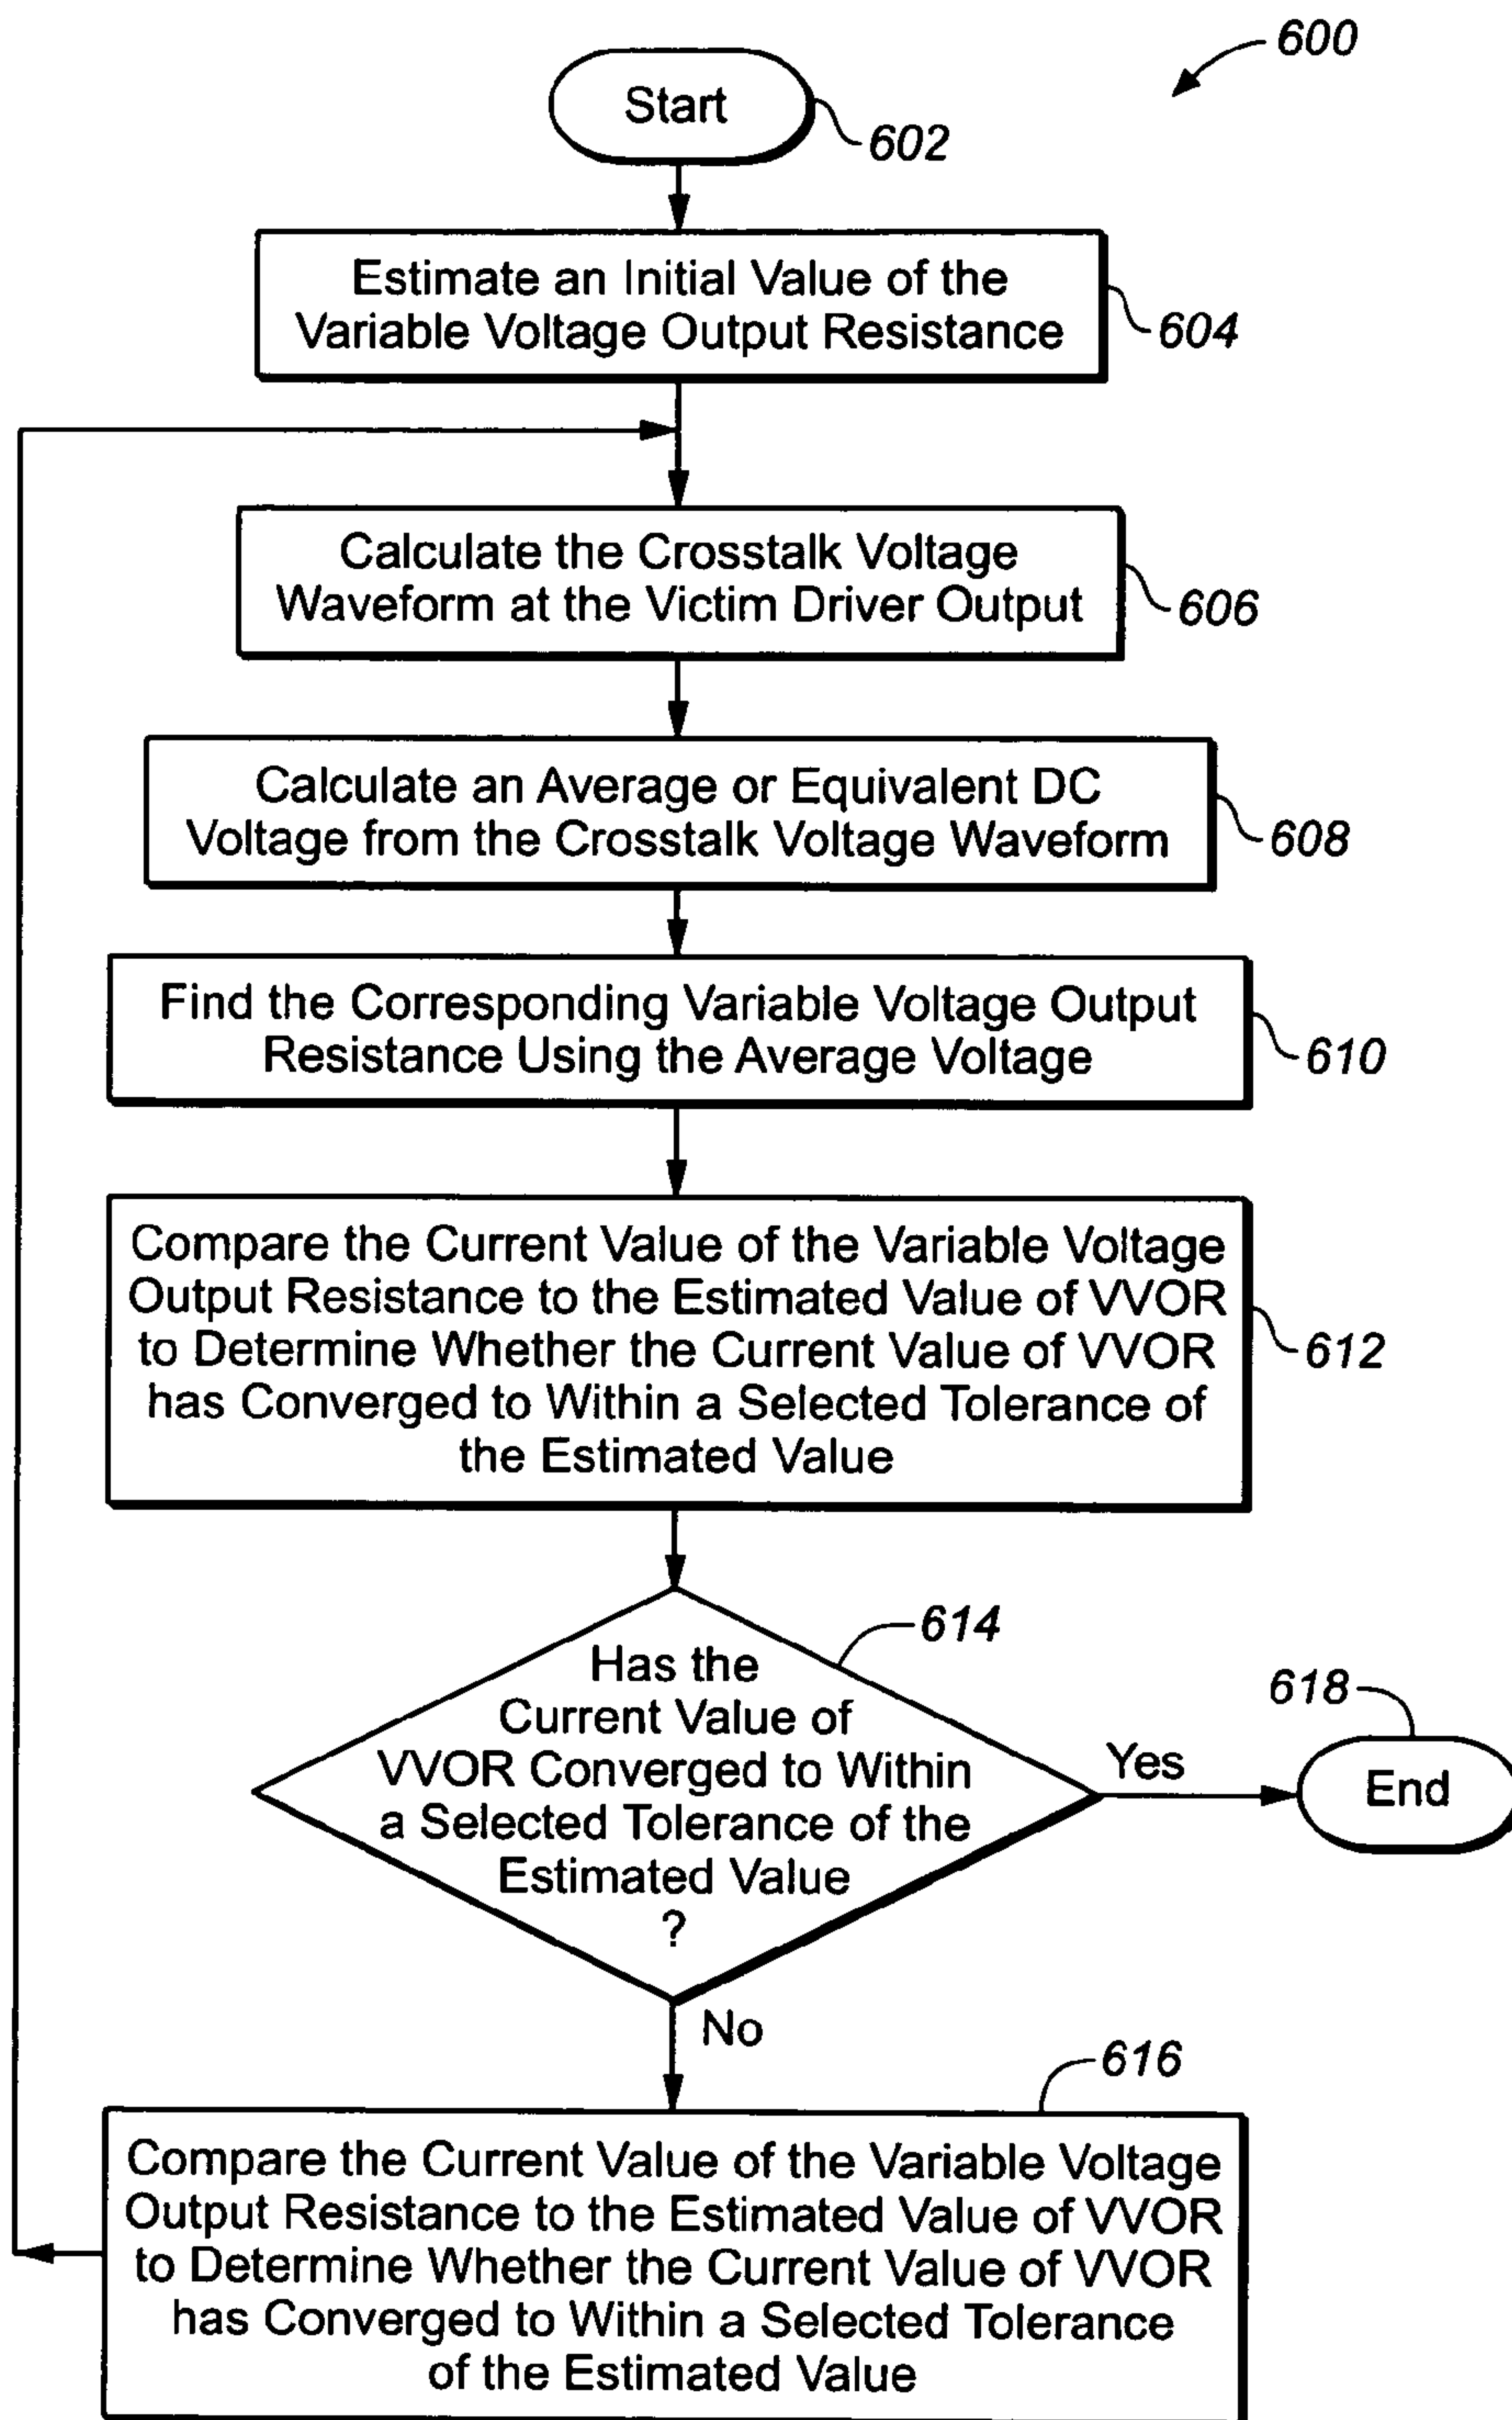 600
Start
602
Estimate an Initial Value of the
Variable Voltage Output Resistance
604
Calculate the Crosstalk Voltage
Waveform at the Victim Driver Output
606
Calculate an Average or Equivalent DC
Voltage from the Crosstalk Voltage Waveform
608
Find the Corresponding Variable Voltage Output
Resistance Using the Average Voltage
610
Compare the Current Value of the Variable Voltage
Output Resistance to the Estimated Value of VVOR
to Determine Whether the Current Value of VVOR
has Converged to Within a Selected Tolerance of
the Estimated Value
612
614
Has the
Current Value of
VVOR Converged to Within
a Selected Tolerance of the
Estimated Value
?
Yes
618
End
No
616
Compare the Current Value of the Variable Voltage
Output Resistance to the Estimated Value of VVOR
to Determine Whether the Current Value of VVOR
has Converged to Within a Selected Tolerance
of the Estimated Value